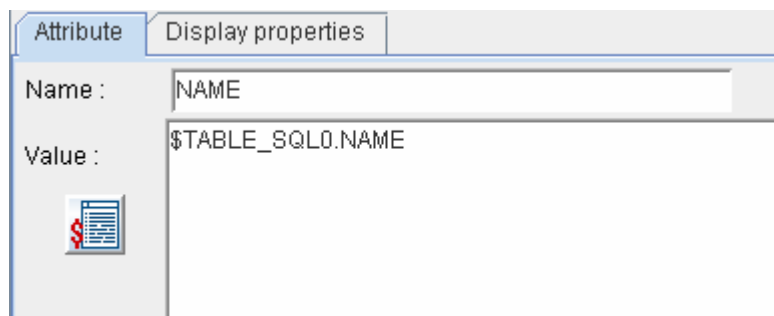 Attribute Display properties
Name : NAME
Value : $TABLE_SQL0.NAME
$